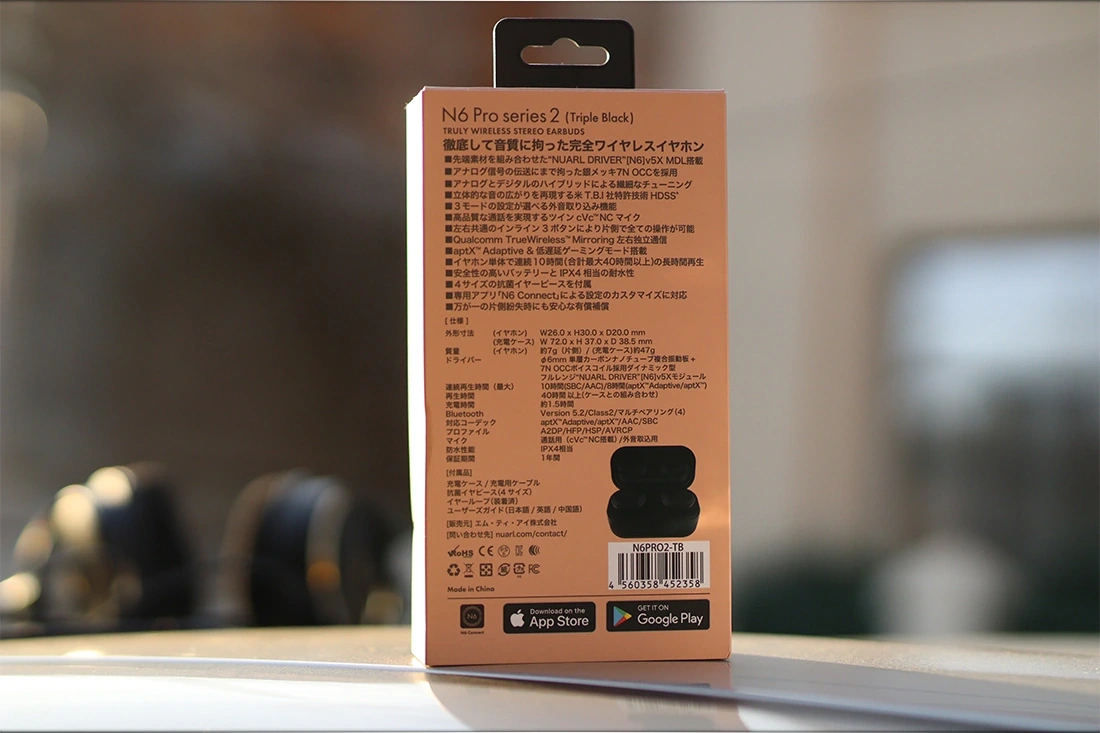 N6 Pro series 2 (Triple Black)
TRULY WIRELESS STEREO EARBUDS
徹底して音質に拘った完全ワイヤレスイヤホン
■先端素材を組み合わせた“NUARL DRIVER”[N6]v5X MDL搭載
■アナログ信号の伝送にまで拘った銀メッキ7N OCCを採用
■アナログとデジタルのハイブリッドによる繊細なチューニング
■立体的な音の広がりを再現する米 T.B.I 社特許技術 HDSS®
■3モードの設定が選べる外音取り込み機能
■高品質な通話を実現するツイン cVc™ NC マイク
■左右共通のインライン 3 ボタンにより片側で全ての操作が可能
■Qualcomm TrueWireless™ Mirroring 左右独立通信
■aptX™ Adaptive & 低遅延ゲーミングモード搭載
■イヤホン単体で連続10時間(合計最大40時間以上)の長時間再生
■安全性の高いバッテリーと IPX4 相当の耐水性
■4サイズの抗菌イヤーピースを付属
■専用アプリ「N6 Connect」による設定のカスタマイズに対応
■万が一の片側紛失時にも安心な有償補償
[ 仕様 ]
外形寸法 (イヤホン) W26.0 x H30.0 x D20.0 mm
(充電ケース) W 72.0 x H 37.0 x D 38.5 mm
質量 (イヤホン) 約7g (片側) / (充電ケース)約47g
ドライバー φ6mm 単層カーボンナノチューブ複合振動板 +
7N OCCボイスコイル採用ダイナミック型
フルレンジ“NUARL DRIVER”[N6]v5Xモジュール
連続再生時間 (最大) 10時間(SBC/AAC)/8時間(aptX™Adaptive/aptX™)
再生時間 40時間以上(ケースとの組み合わせ)
充電時間 約1.5時間
Bluetooth Version 5.2/Class2/マルチペアリング(4)
対応コーデック aptX™Adaptive/aptX™/AAC/SBC
プロファイル A2DP/HFP/HSP/AVRCP
マイク 通話用 (cVc™NC搭載) /外音取込用
防水性能 IPX4相当
保証期間 1年間
[付属品]
充電ケース / 充電用ケーブル
抗菌イヤピース(4 サイズ)
イヤーループ(装着済)
ユーザーズガイド(日本語 / 英語 / 中国語)
[販売元] エム・ティ・アイ株式会社
[問い合わせ先] nuarl.com/contact/
RoHS CE
FC
Made in China
N6PRO2-TB
4 560358 452358
N6
N6 Connect
Download on the
App Store
GET IT ON
Google Play